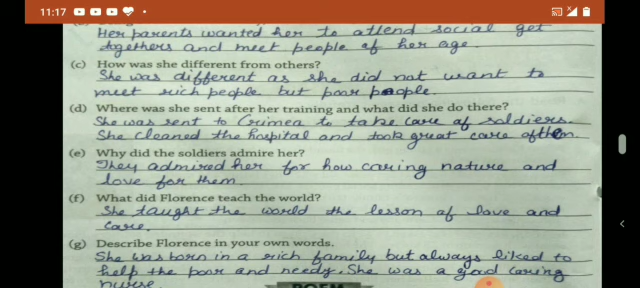 11:17
Her parents wanted her to attend social get
togethers and meet people of her age.
(c) How was she different from others?
She was different as she did not want to
meet rich people but poor people.
(d) Where was she sent after her training and what did she do there?
She was sent to Crimea to take care of soldiers.
She cleaned the hospital and took great care of them.
(e) Why did the soldiers admire her?
They admired her for how caring nature and
love for them.
(f) What did Florence teach the world?
She taught the world the lesson of love and
care.
(g) Describe Florence in your own words.
She was born in a rich family but always liked to
help the poor and needy. She was a good caring
nurse.
POEM